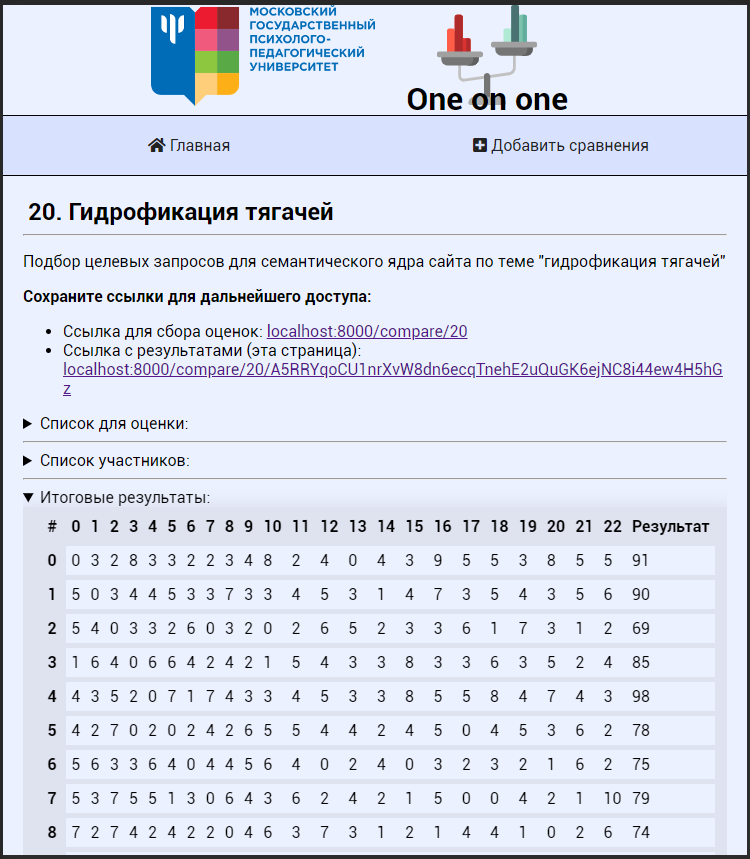 МОСКОВСКИЙ
ГОСУДАРСТВЕННЫЙ
ПСИХОЛОГО-
ПЕДАГОГИЧЕСКИЙ
УНИВЕРСИТЕТ
One on one
Главная
Добавить сравнения
20. Гидрофикация тягачей
Подбор целевых запросов для семантического ядра сайта по теме "гидрофикация тягачей"
Сохраните ссылки для дальнейшего доступа:
• Ссылка для сбора оценок: localhost:8000/compare/20
• Ссылка с результатами (эта страница):
localhost:8000/compare/20/A5RRYqoCU1nrXvW8dn6ecqTnehE2uQuGK6ejNC8i44ew4H5hG
z
Список для оценки:
Список участников:
Итоговые результаты:
# 0 1 2 3 4 5 6 7 8 9 10 11 12 13 14 15 16 17 18 19 20 21 22 Результат
0 0 3 2 8 3 3 2 2 3 4 8 2 4 0 4 3 9 5 5 3 8 5 5 91
1 5 0 3 4 4 5 3 3 7 3 3 4 5 3 1 4 7 3 5 4 3 5 6 90
2 5 4 0 3 3 2 6 0 3 2 0 2 6 5 2 3 3 6 1 7 3 1 2 69
3 1 6 4 0 6 6 4 2 4 2 1 5 4 3 3 8 3 3 6 3 5 2 4 85
4 4 3 5 2 0 7 1 7 4 3 3 4 5 3 3 8 5 5 8 4 7 4 3 98
5 4 2 7 0 2 0 2 4 2 6 5 5 4 4 2 4 5 0 4 5 3 6 2 78
6 5 6 3 3 6 4 0 4 4 5 6 4 0 2 4 0 3 2 3 2 1 6 2 75
7 5 3 7 5 5 1 3 0 6 4 3 6 2 4 2 1 5 0 0 4 2 1 10 79
8 7 2 7 4 2 4 2 2 0 4 6 3 7 3 1 2 1 4 4 1 0 2 6 74